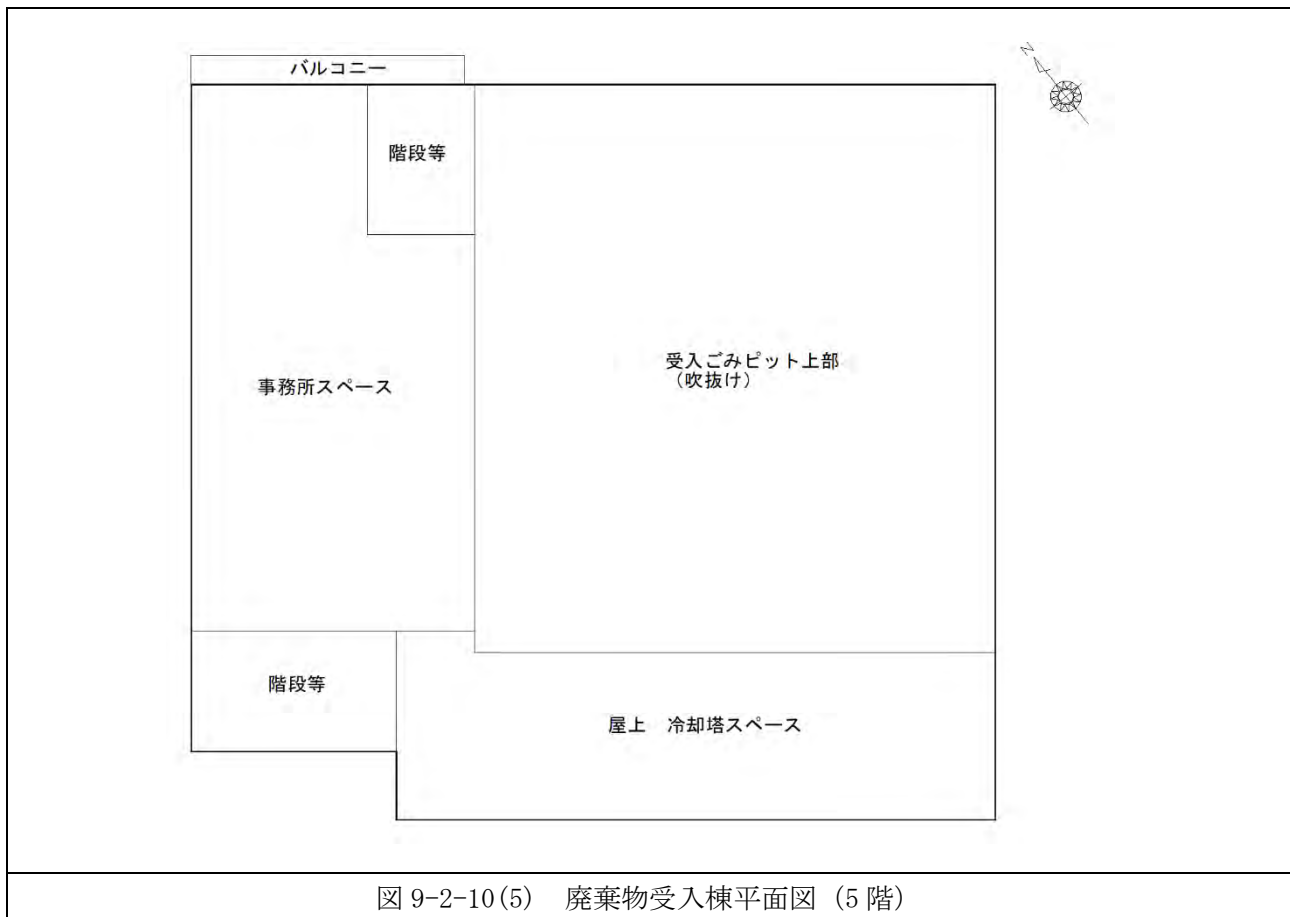 バルコニー
N
階段等
受入ごみピット上部
（吹抜け）
事務所スペース
階段等
屋上　冷却塔スペース
図 9-2-10(5)　廃棄物受入棟平面図（5 階）